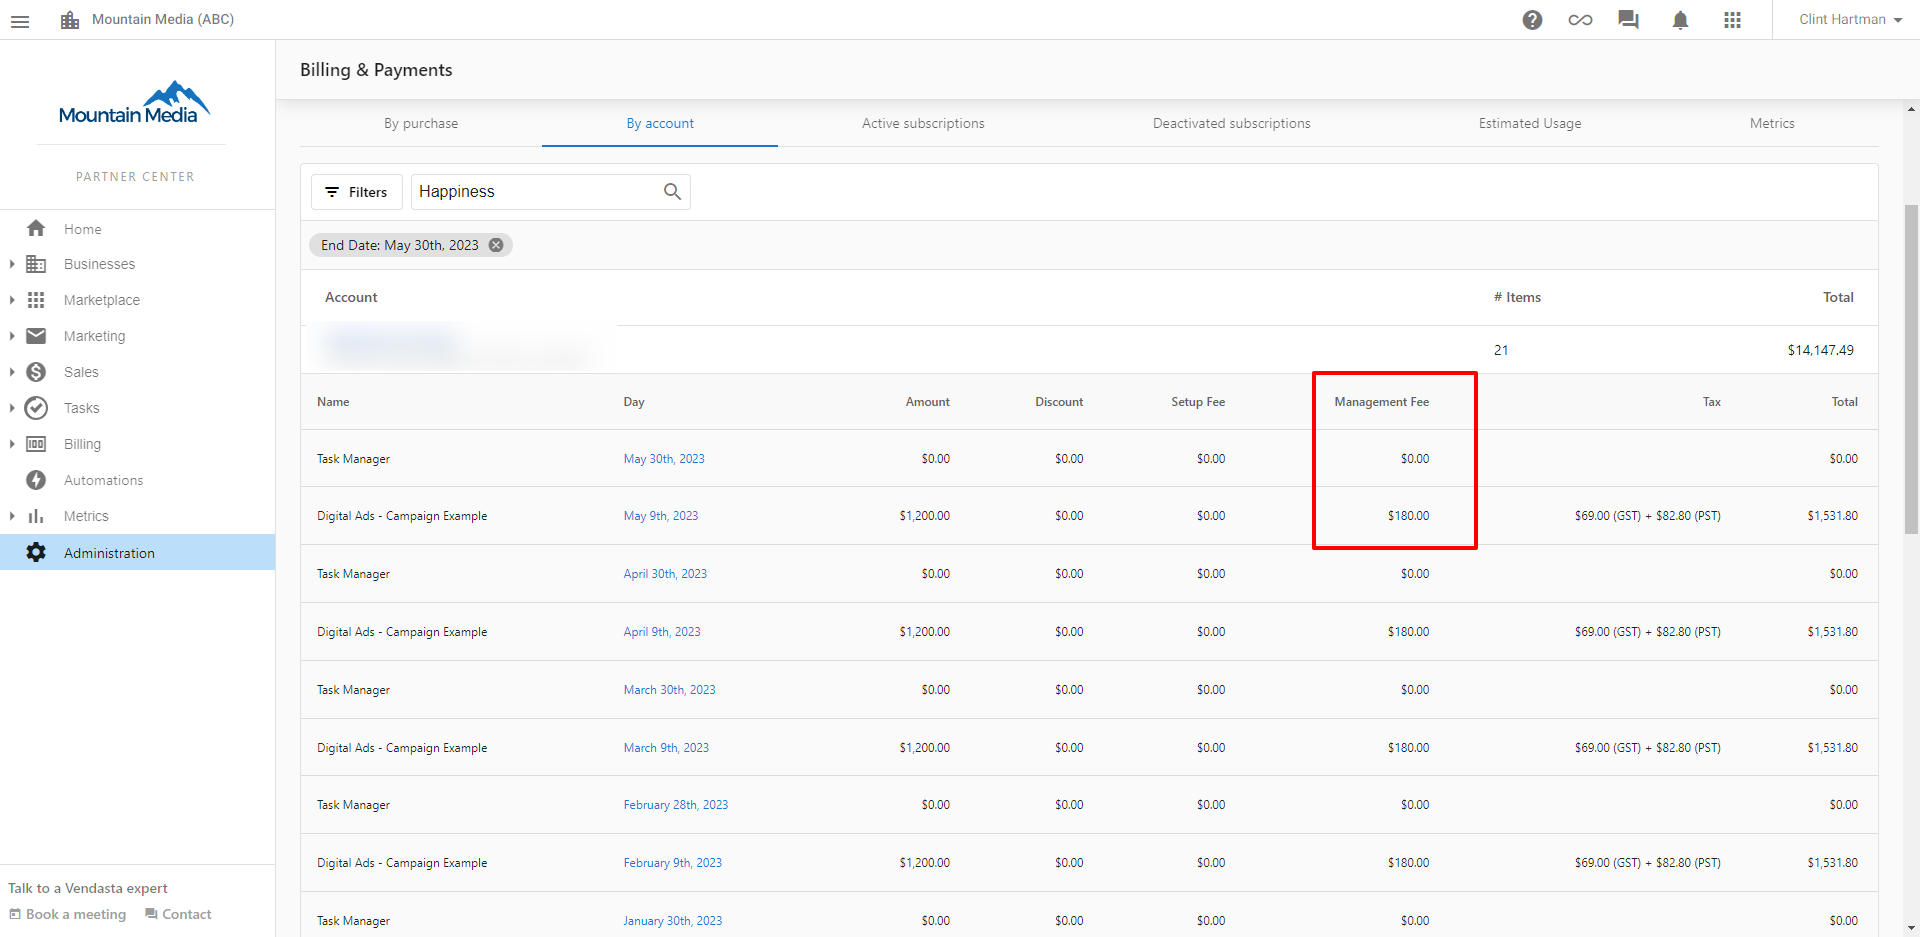 Mountain Media (ABC)
Clint Hartman
Mountain Media
PARTNER CENTER
Home
Businesses
Marketplace
Marketing
Sales
Tasks
Billing
Automations
Metrics
Administration
Talk to a Vendasta expert
Book a meeting Contact
Billing & Payments
By purchase By account Active subscriptions Deactivated subscriptions Estimated Usage Metrics
Filters Happiness
End Date: May 30th, 2023
Account # Items Total
21 $14,147.49
Name Day Amount Discount Setup Fee Management Fee Tax Total
Task Manager May 30th, 2023 $0.00 $0.00 $0.00 $0.00 $0.00
Digital Ads - Campaign Example May 9th, 2023 $1,200.00 $0.00 $0.00 $180.00 $69.00 (GST) + $82.80 (PST) $1,531.80
Task Manager April 30th, 2023 $0.00 $0.00 $0.00 $0.00 $0.00
Digital Ads - Campaign Example April 9th, 2023 $1,200.00 $0.00 $0.00 $180.00 $69.00 (GST) + $82.80 (PST) $1,531.80
Task Manager March 30th, 2023 $0.00 $0.00 $0.00 $0.00 $0.00
Digital Ads - Campaign Example March 9th, 2023 $1,200.00 $0.00 $0.00 $180.00 $69.00 (GST) + $82.80 (PST) $1,531.80
Task Manager February 28th, 2023 $0.00 $0.00 $0.00 $0.00 $0.00
Digital Ads - Campaign Example February 9th, 2023 $1,200.00 $0.00 $0.00 $180.00 $69.00 (GST) + $82.80 (PST) $1,531.80
Task Manager January 30th, 2023 $0.00 $0.00 $0.00 $0.00 $0.00